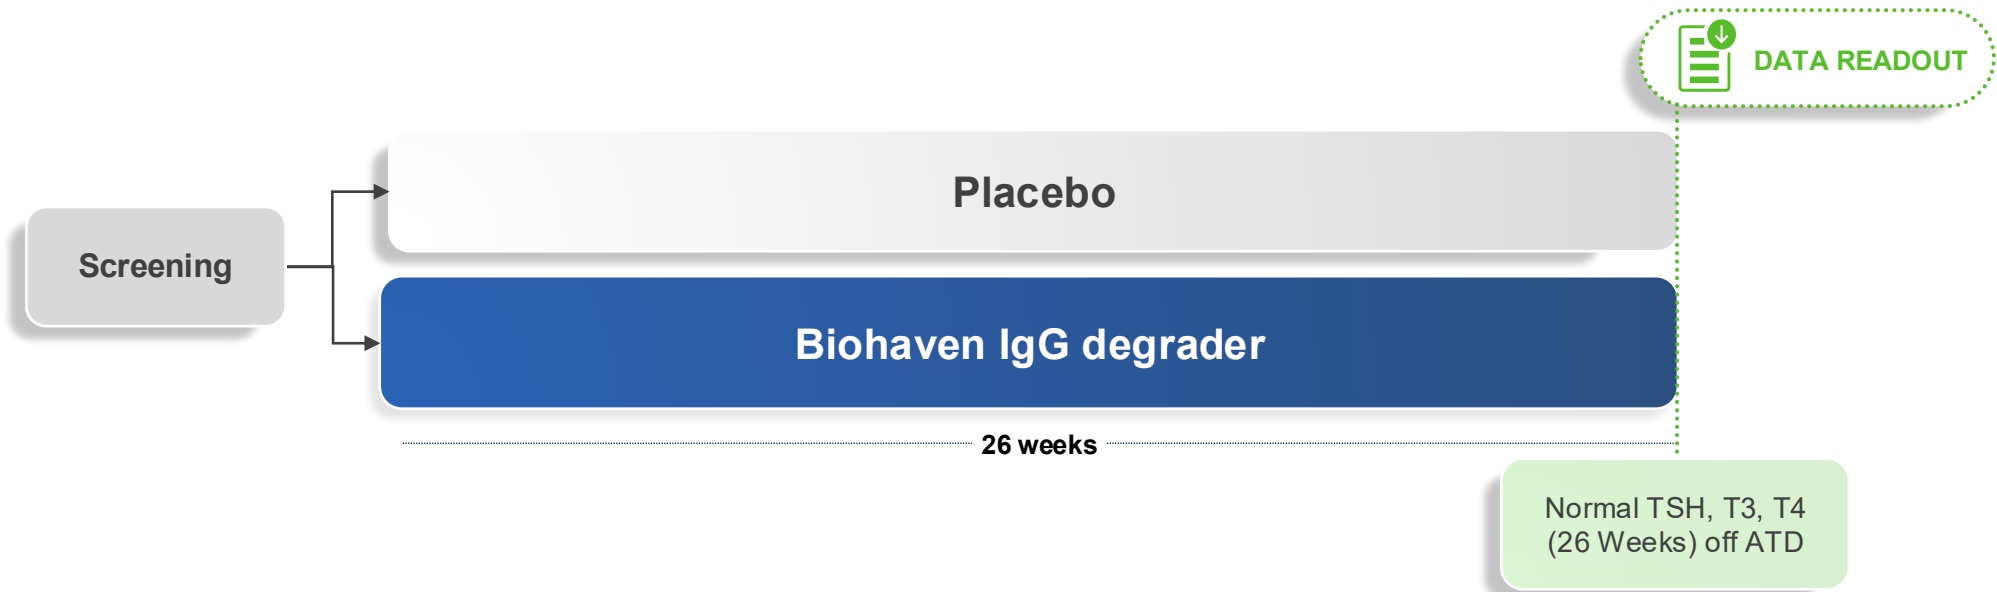 DATA READOUT
Placebo
Screening
Biohaven IgG degrader
26 weeks
Normal TSH, T3, T4
(26 Weeks) off ATD